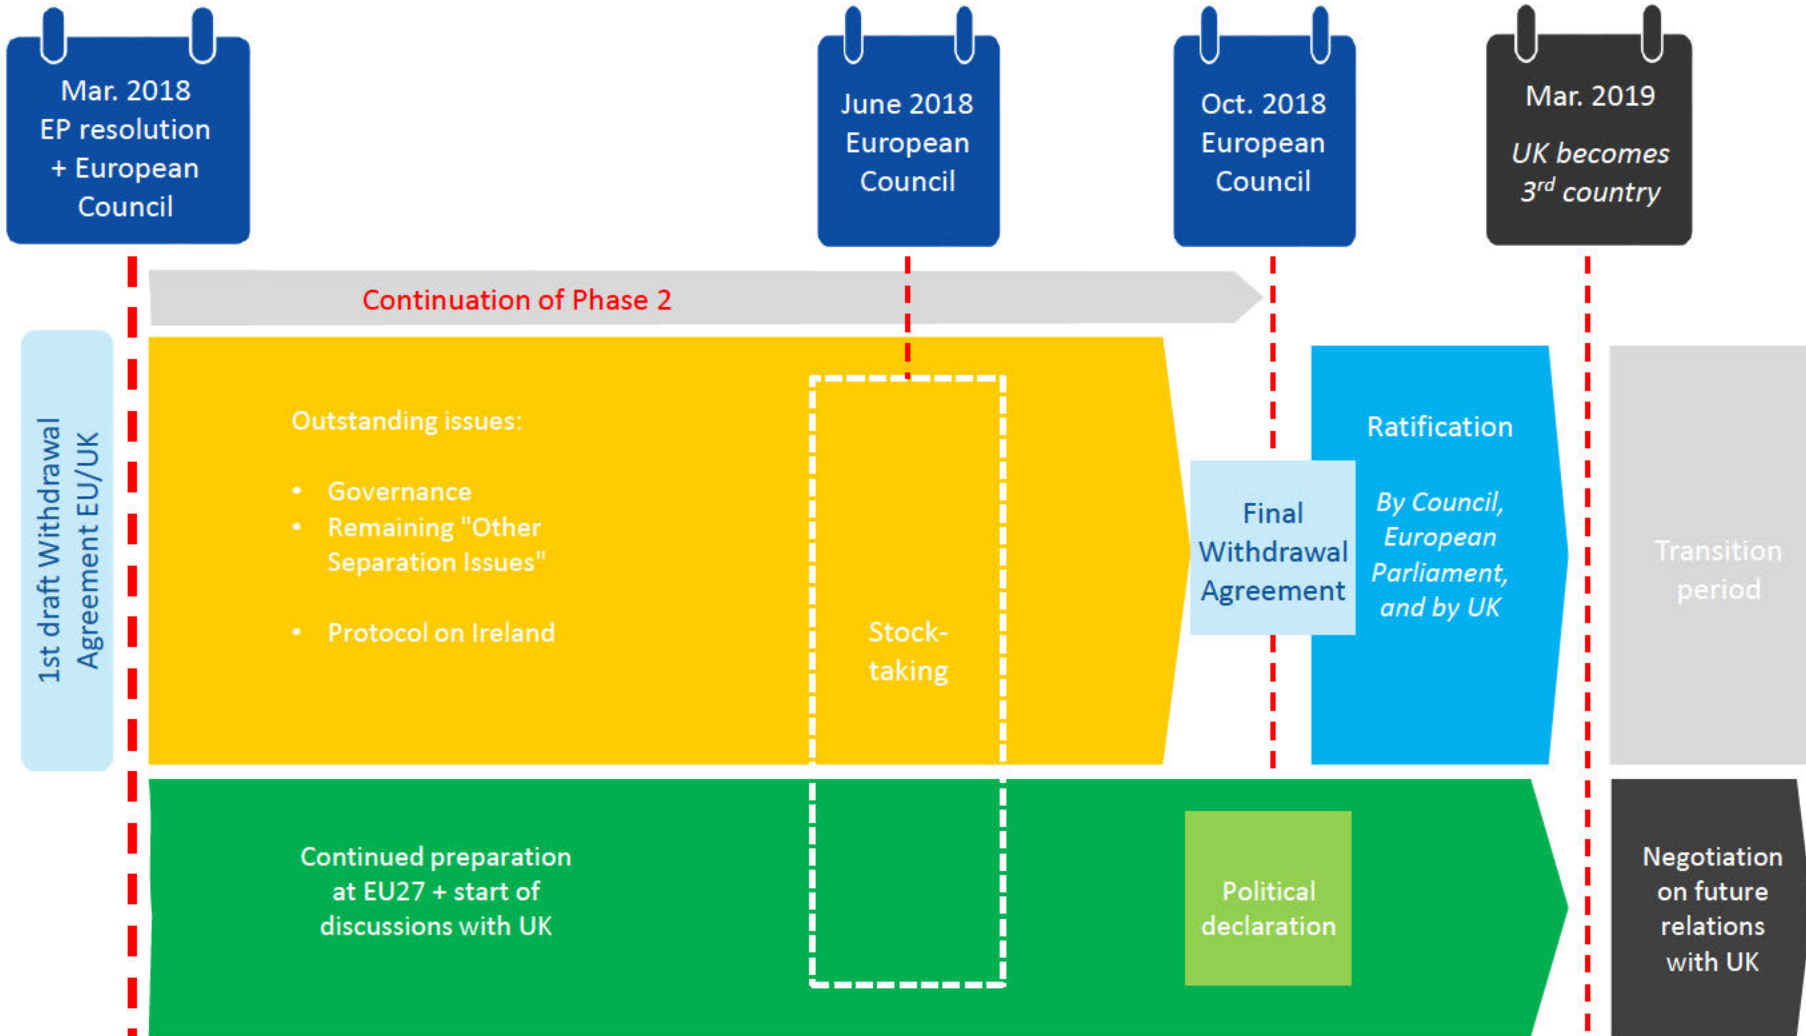 Mar. 2018
EP resolution
+ European
Council
June 2018
European
Council
Oct. 2018
European
Council
Mar. 2019
UK becomes
3rd country
Continuation of Phase 2
1st draft Withdrawal
Agreement EU/UK
Outstanding issues:
• Governance
• Remaining "Other
Separation Issues"
• Protocol on Ireland
Stock-
taking
Final
Withdrawal
Agreement
Ratification
By Council,
European
Parliament,
and by UK
Transition
period
Continued preparation
at EU27 + start of
discussions with UK
Political
declaration
Negotiation
on future
relations
with UK